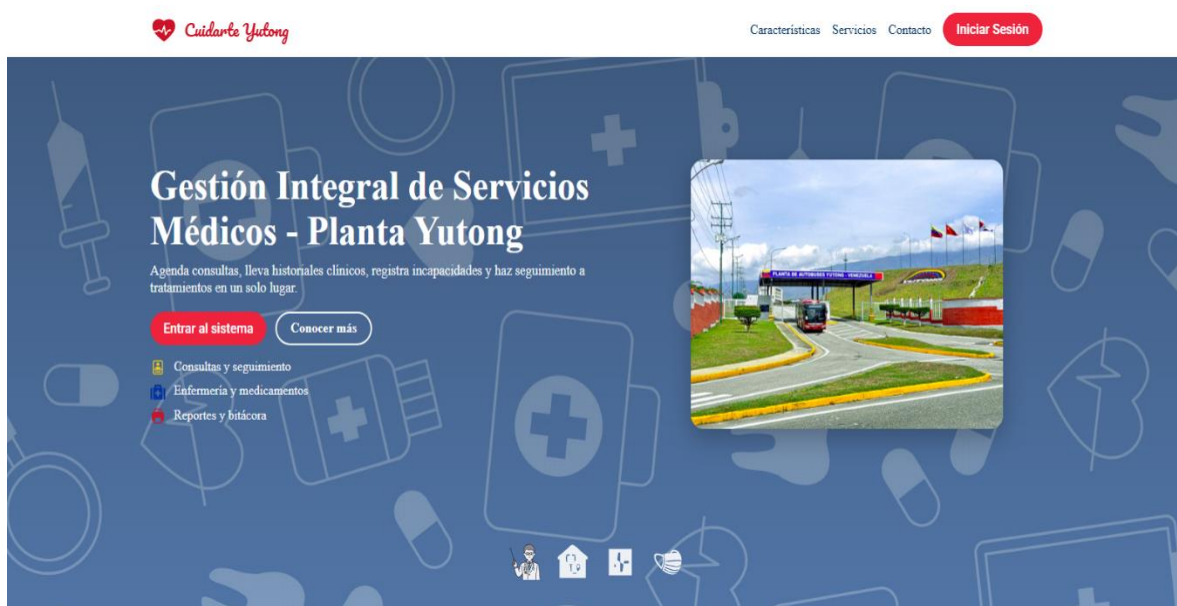 Cuidarte Yutong
Características Servicios Contacto Iniciar Sesión
Gestión Integral de Servicios
Médicos - Planta Yutong
Agenda consultas, lleva historiales clínicos, registra incapacidades y haz seguimiento a
tratamientos en un solo lugar.
PLANTA DE AUTOBUSES YUTONG - VENEZUELA
Entrar al sistema Conocer más
Consultas y seguimiento
Enfermería y medicamentos
Reportes y bitácora